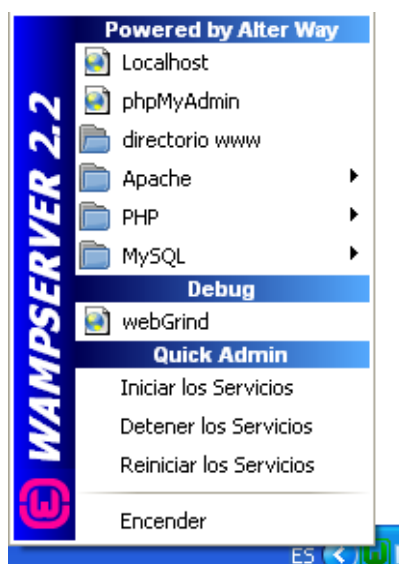 Powered by Alter Way
Localhost
phpMyAdmin
directorio www
Apache
PHP
MySQL
Debug
webGrind
Quick Admin
Iniciar los Servicios
Detener los Servicios
Reiniciar los Servicios
Encender
WAMPSERVER 2.2
ES